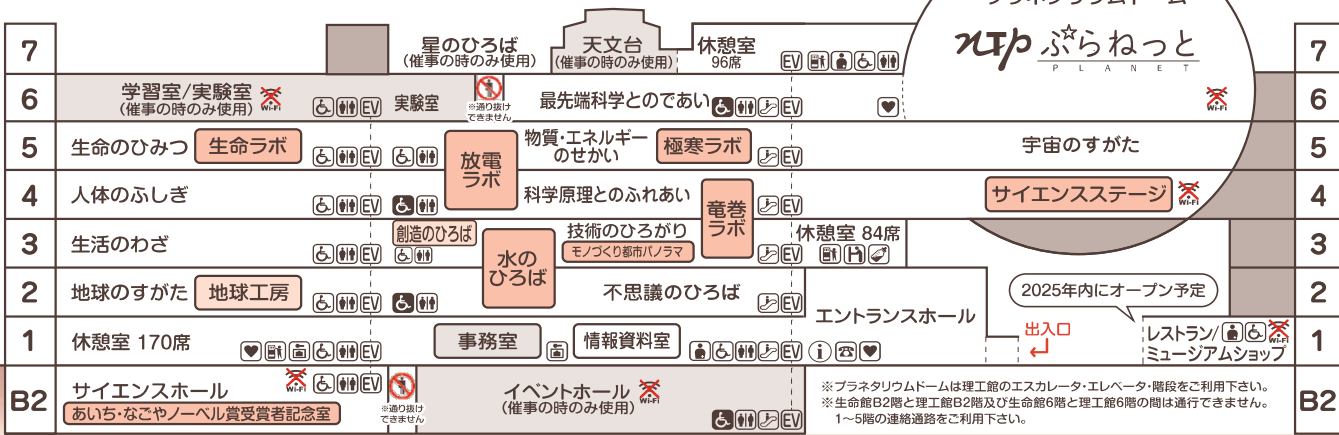 プラネタリウムドーム
NTP ぷらねっと
PLANET
7
星のひろば
(催事の時のみ使用)
天文台
(催事の時のみ使用)
休憩室
96席
EV
7
6
学習室/実験室
(催事の時のみ使用)
Wi-Fi
EV
実験室
※通り抜け
できません
最先端科学とのであい
EV
Wi-Fi
6
5
生命のひみつ
生命ラボ
EV
放電
ラボ
物質・エネルギー
のせかい
極寒ラボ
EV
宇宙のすがた
5
4
人体のふしぎ
EV
科学原理とのふれあい
竜巻
ラボ
EV
サイエンスステージ
Wi-Fi
4
3
生活のわざ
EV
創造のひろば
水の
ひろば
技術のひろがり
モノづくり都市パノラマ
EV
休憩室 84席
3
2
地球のすがた
地球工房
EV
不思議のひろば
EV
エントランスホール
2025年内にオープン予定
2
1
休憩室 170席
EV
事務室
情報資料室
EV
i
出入口
レストラン/
ミュージアムショップ
Wi-Fi
1
B2
サイエンスホール
Wi-Fi
EV
あいち・なごやノーベル賞受賞者記念室
※通り抜け
できません
イベントホール
(催事の時のみ使用)
Wi-Fi
EV
※プラネタリウムドームは理工館のエスカレータ・エレベータ・階段をご利用下さい。
※生命館B2階と理工館B2階及び生命館6階と理工館6階の間は通行できません。
1〜5階の連絡通路をご利用下さい。
B2